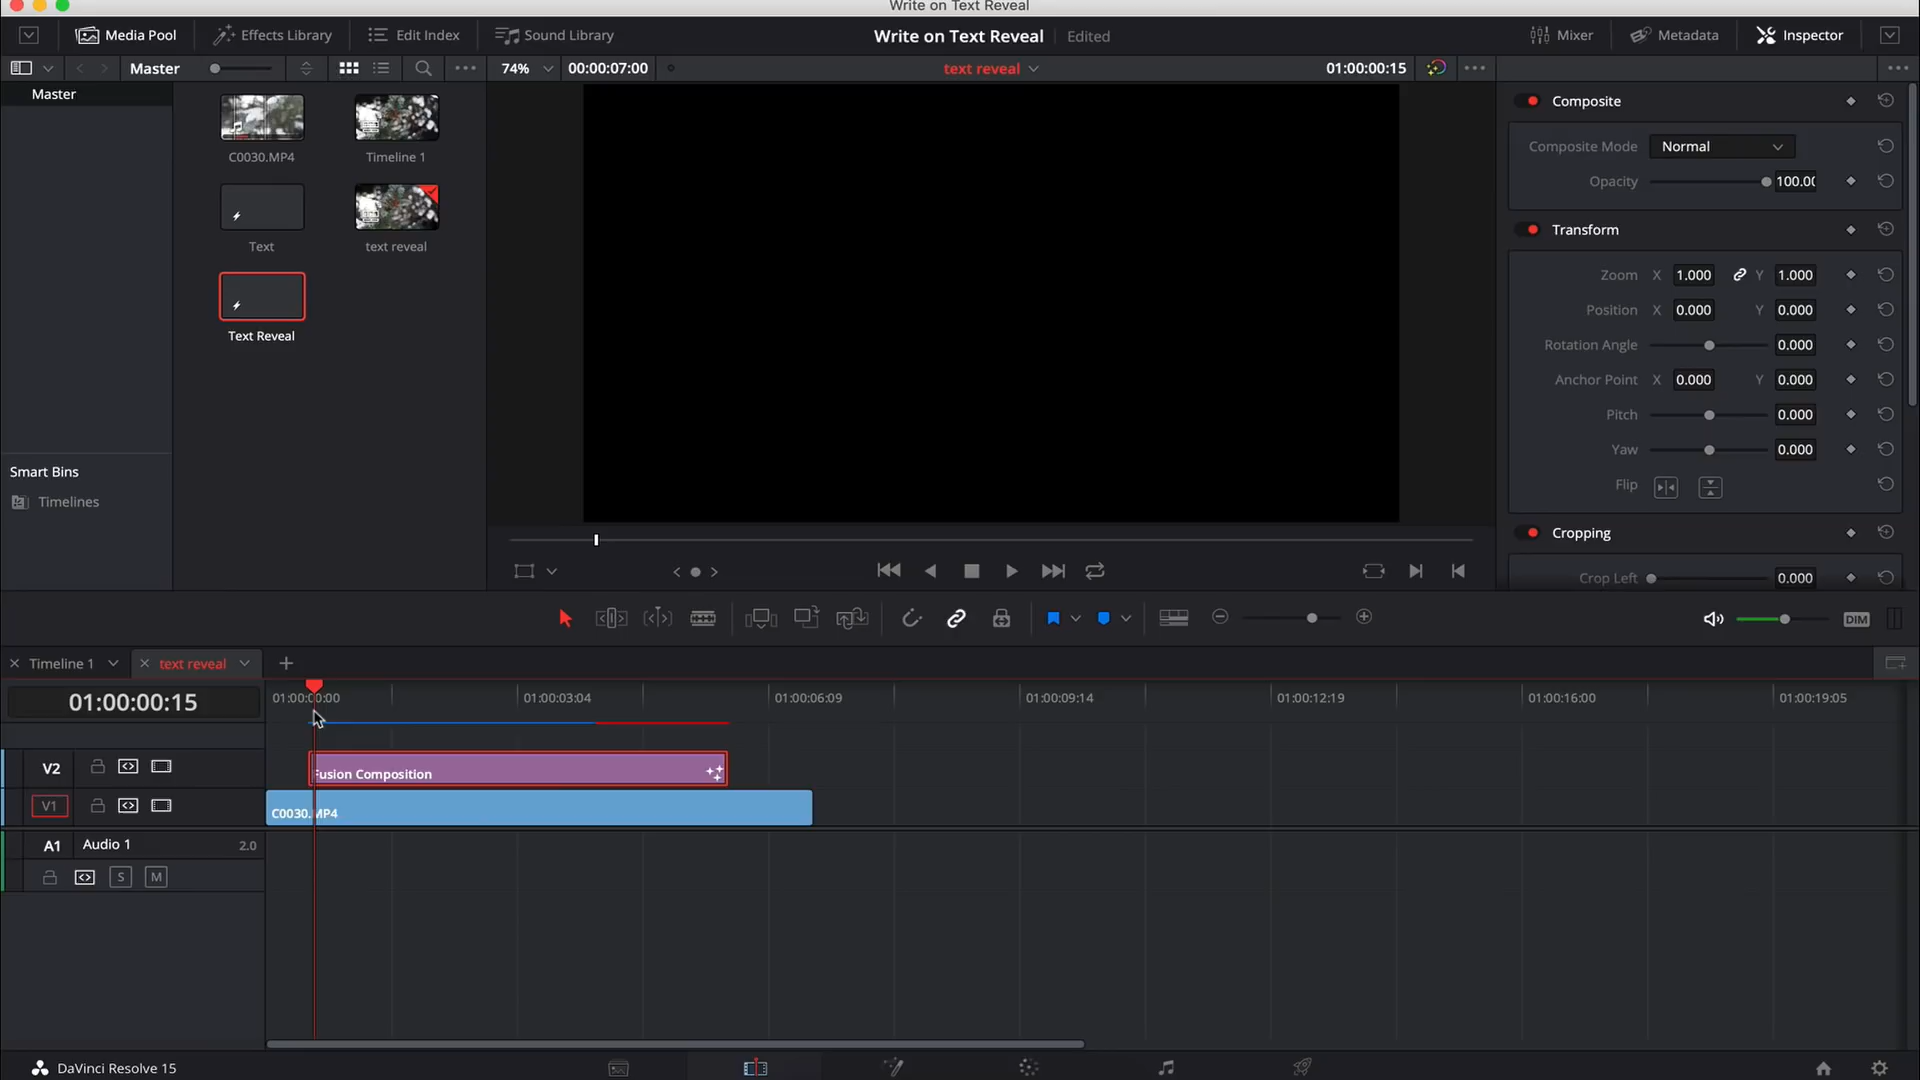 Write on Text Reveal
Media Pool
Effects Library
Edit Index
Sound Library
Write on Text Reveal
Edited
Mixer
Metadata
Inspector
Master
74%
00:00:07:00
text reveal
01:00:00:15
Master
C0030.MP4
Timeline 1
Text
text reveal
Text Reveal
Smart Bins
Timelines
Composite
Composite Mode
Normal
Opacity
100.00
Transform
Zoom X 1.000 Y 1.000
Position X 0.000 Y 0.000
Rotation Angle 0.000
Anchor Point X 0.000 Y 0.000
Pitch 0.000
Yaw 0.000
Flip
Cropping
Crop Left 0.000
DIM
Timeline 1
text reveal
01:00:00:15
01:00:00:00
01:00:03:04
01:00:06:09
01:00:09:14
01:00:12:19
01:00:16:00
01:00:19:05
V2
Fusion Composition
V1
C0030.MP4
A1 Audio 1 2.0
S M
DaVinci Resolve 15